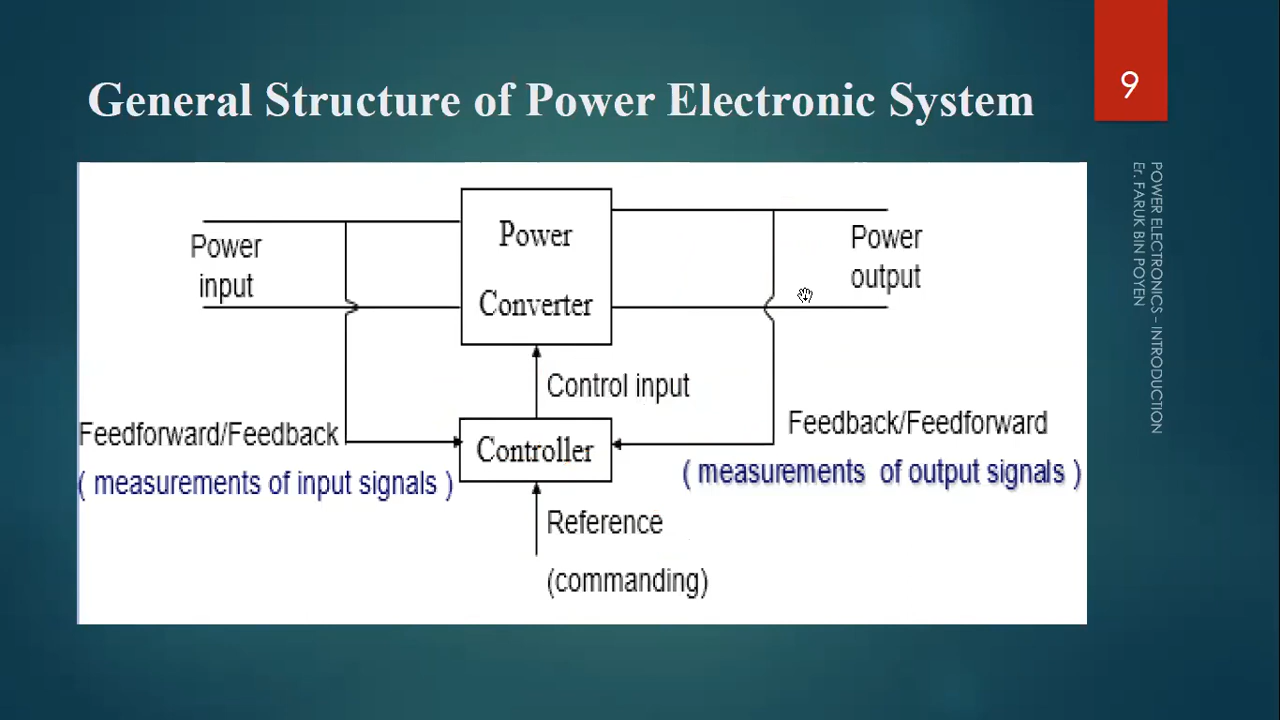 General Structure of Power Electronic System
9
Power
input
Power
Converter
Power
output
Control input
Feedforward/Feedback
( measurements of input signals )
Controller
Feedback/Feedforward
( measurements of output signals )
Reference
(commanding)
POWER ELECTRONICS – INTRODUCTION
Er. FARUK BIN POYEN